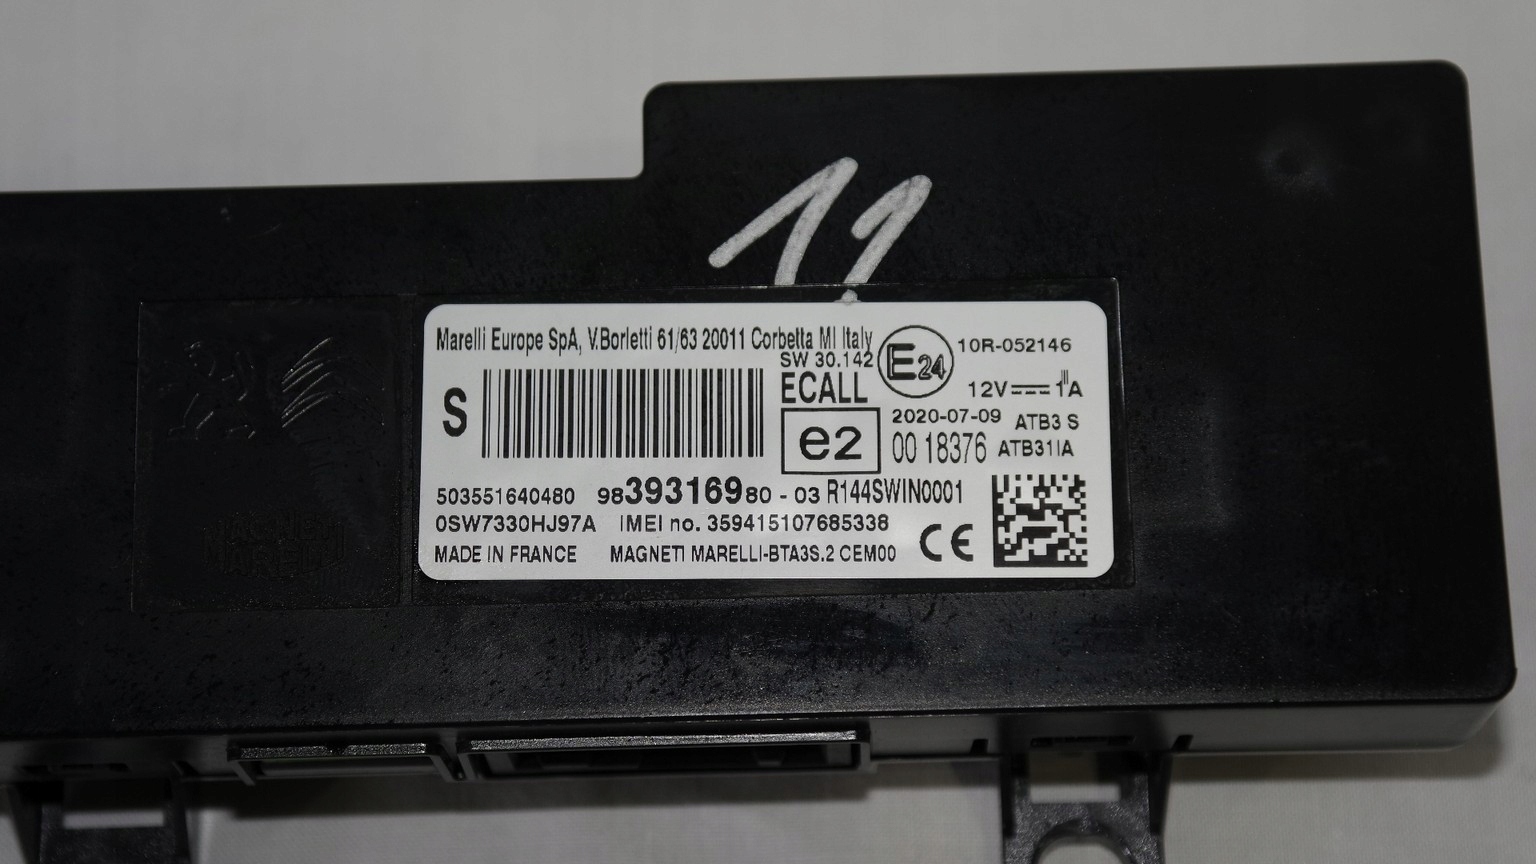 Marelli Europe SpA, V.Borletti 61/63 20011 Corbetta MI Italy
SW 30.142
E24
10R-052146
S
ECALL
12V 1A
e2
2020-07-09 ATB3 S
00 18376 ATB31IA
503551640480 9839316980 - 03 R144SWIN0001
0SW7330HJ97A IMEI no. 359415107685338
CE
MADE IN FRANCE MAGNETI MARELLI-BTA3S.2 CEM00